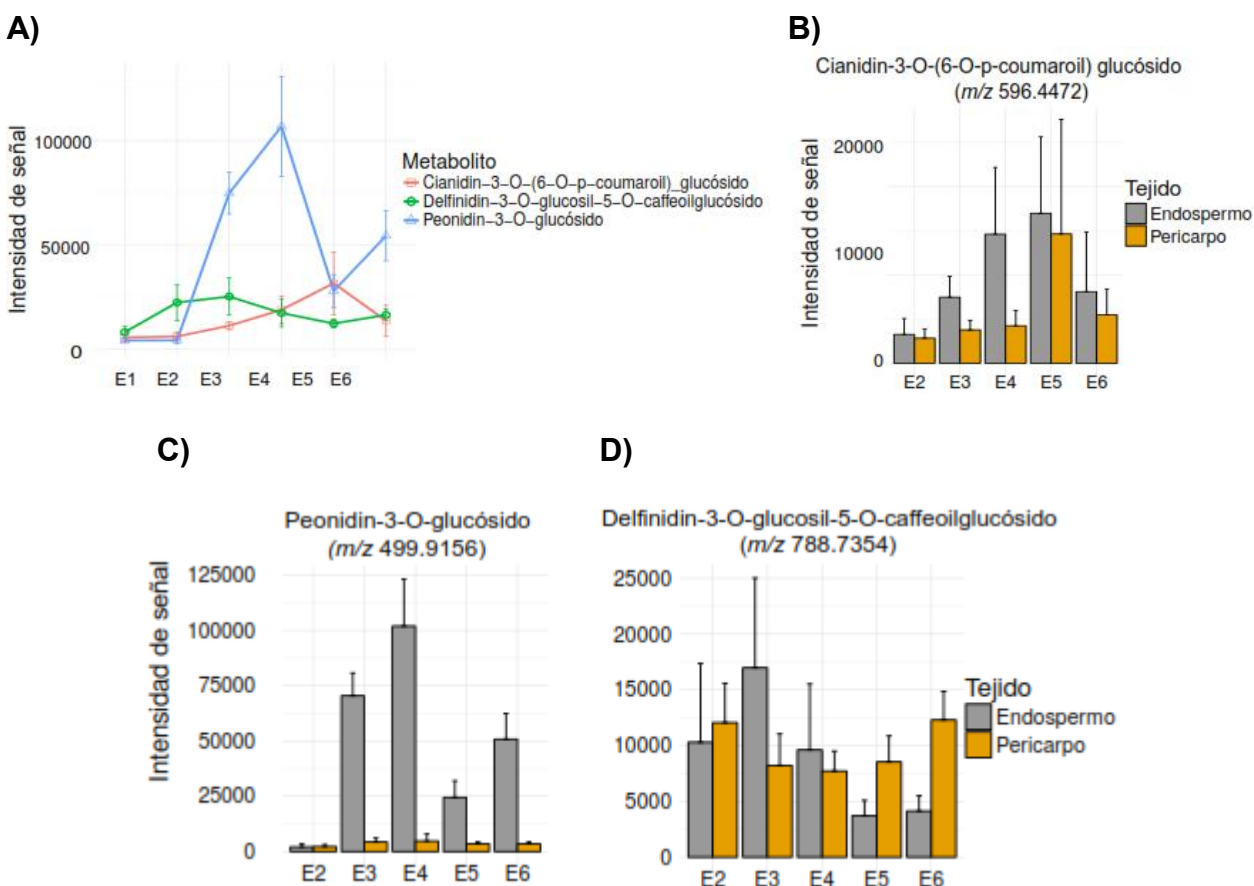 A)
Intensidad de señal
100000
50000
0
E1 E2 E3 E4 E5 E6
Metabolito
Cianidin–3–O–(6–O–p–coumaroil)_glucósido
Delfinidin–3–O–glucosil–5–O–caffeoilglucósido
Peonidin–3–O–glucósido
B)
Cianidin-3-O-(6-O-p-coumaroil) glucósido
(m/z 596.4472)
Intensidad de señal
20000
10000
0
E2 E3 E4 E5 E6
Tejido
Endospermo
Pericarpo
C)
Peonidin-3-O-glucósido
(m/z 499.9156)
Intensidad de señal
125000
100000
75000
50000
25000
0
E2 E3 E4 E5 E6
D)
Delfinidin-3-O-glucosil-5-O-caffeoilglucósido
(m/z 788.7354)
25000
20000
15000
10000
5000
0
E2 E3 E4 E5 E6
Tejido
Endospermo
Pericarpo